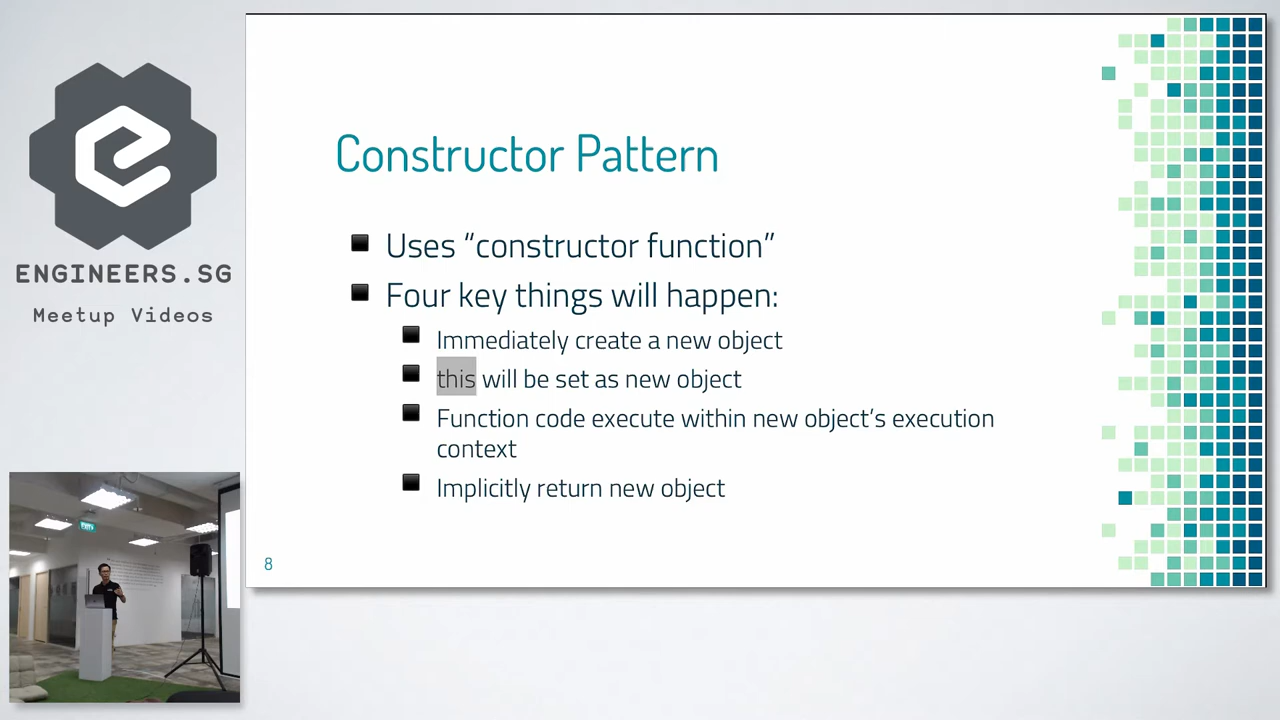 ENGINEERS.SG
Meetup Videos
Constructor Pattern
Uses “constructor function”
Four key things will happen:
Immediately create a new object
this will be set as new object
Function code execute within new object’s execution
context
Implicitly return new object
8